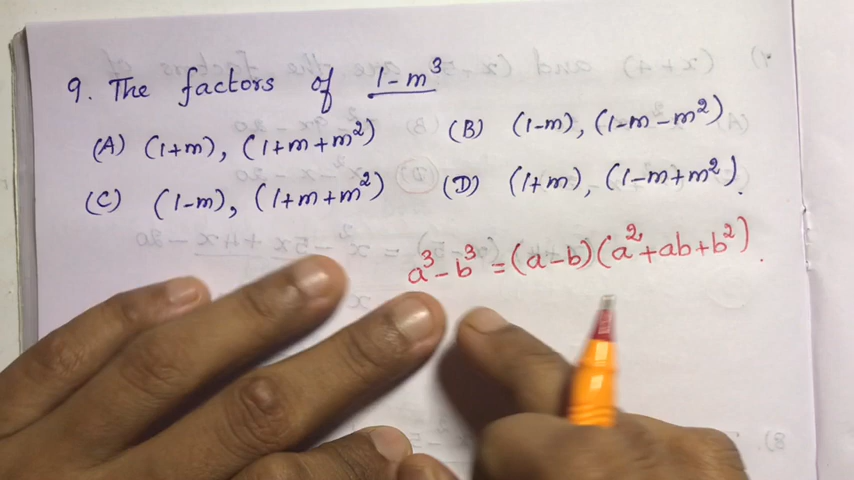 9. The factors of 1-m³
(A) (1+m), (1+m+m²) (B) (1-m), (1-m-m²)
(C) (1-m), (1+m+m²) (D) (1+m), (1-m+m²).
a³-b³=(a-b)(a²+ab+b²).